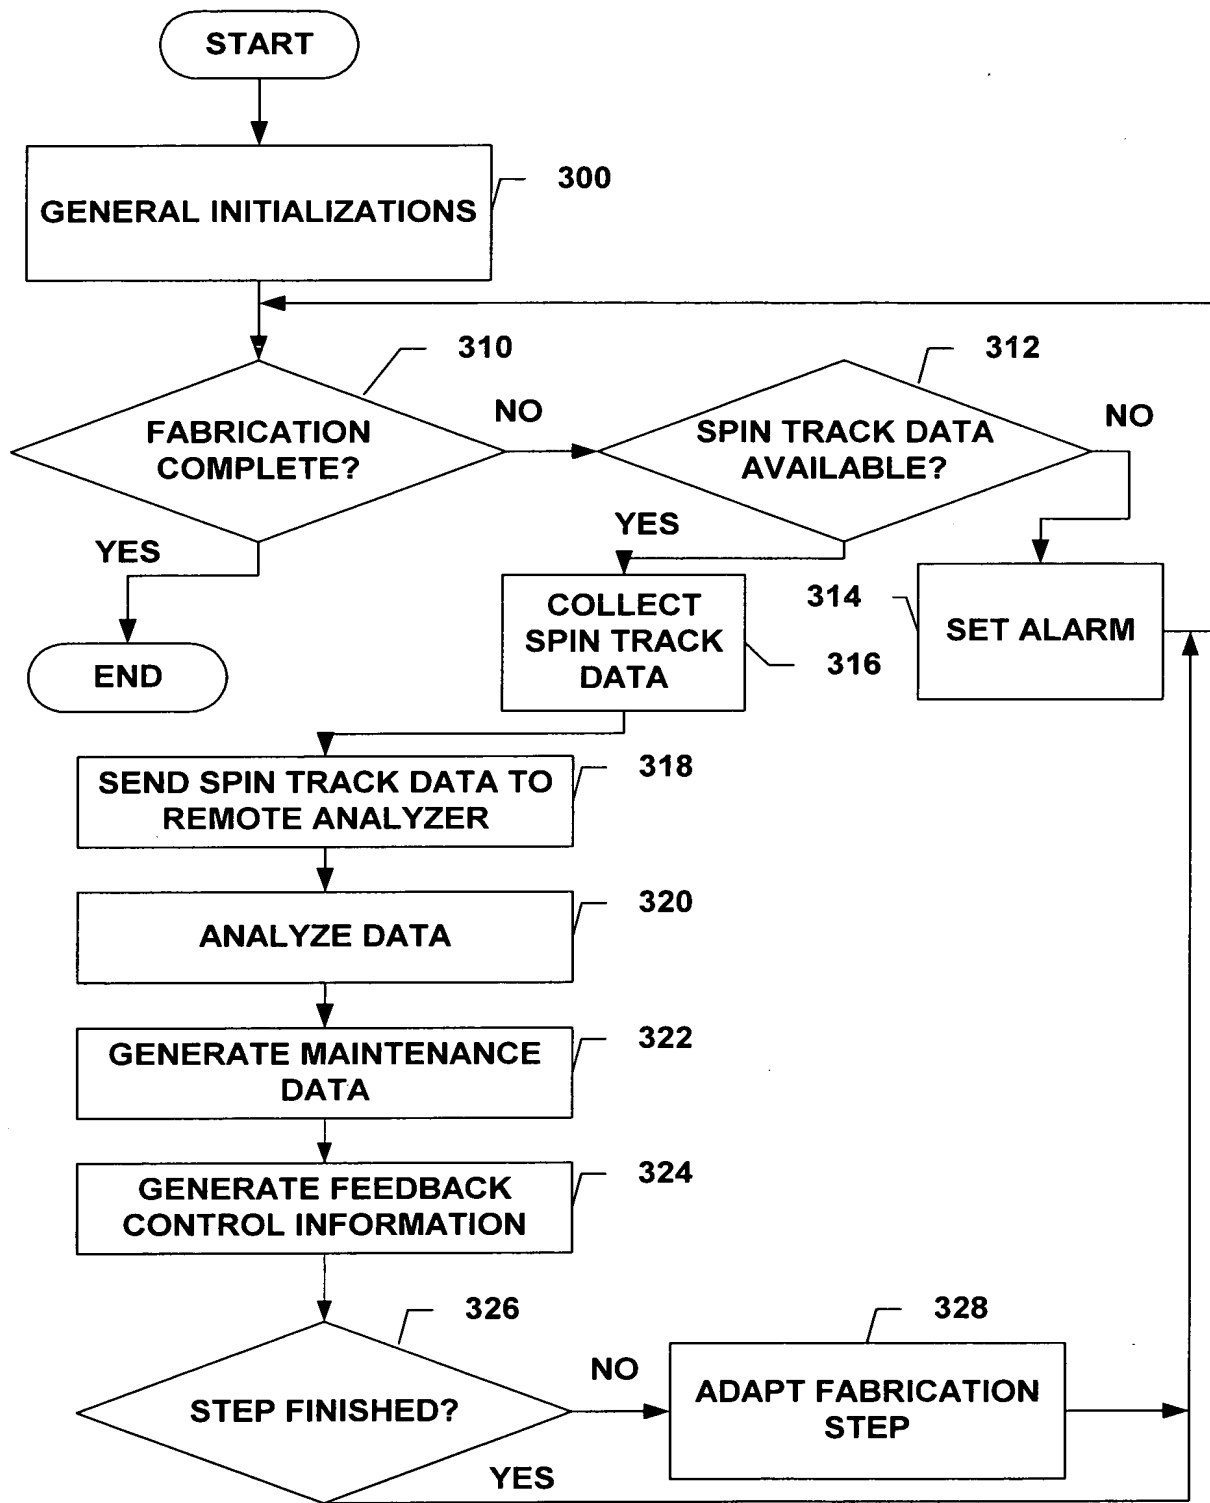 START
300
GENERAL INITIALIZATIONS
310
312
NO
NO
FABRICATION
COMPLETE?
SPIN TRACK DATA
AVAILABLE?
YES
YES
314
COLLECT
SPIN TRACK
DATA
SET ALARM
316
END
318
SEND SPIN TRACK DATA TO
REMOTE ANALYZER
320
ANALYZE DATA
322
GENERATE MAINTENANCE
DATA
324
GENERATE FEEDBACK
CONTROL INFORMATION
326
328
NO
STEP FINISHED?
ADAPT FABRICATION
STEP
YES